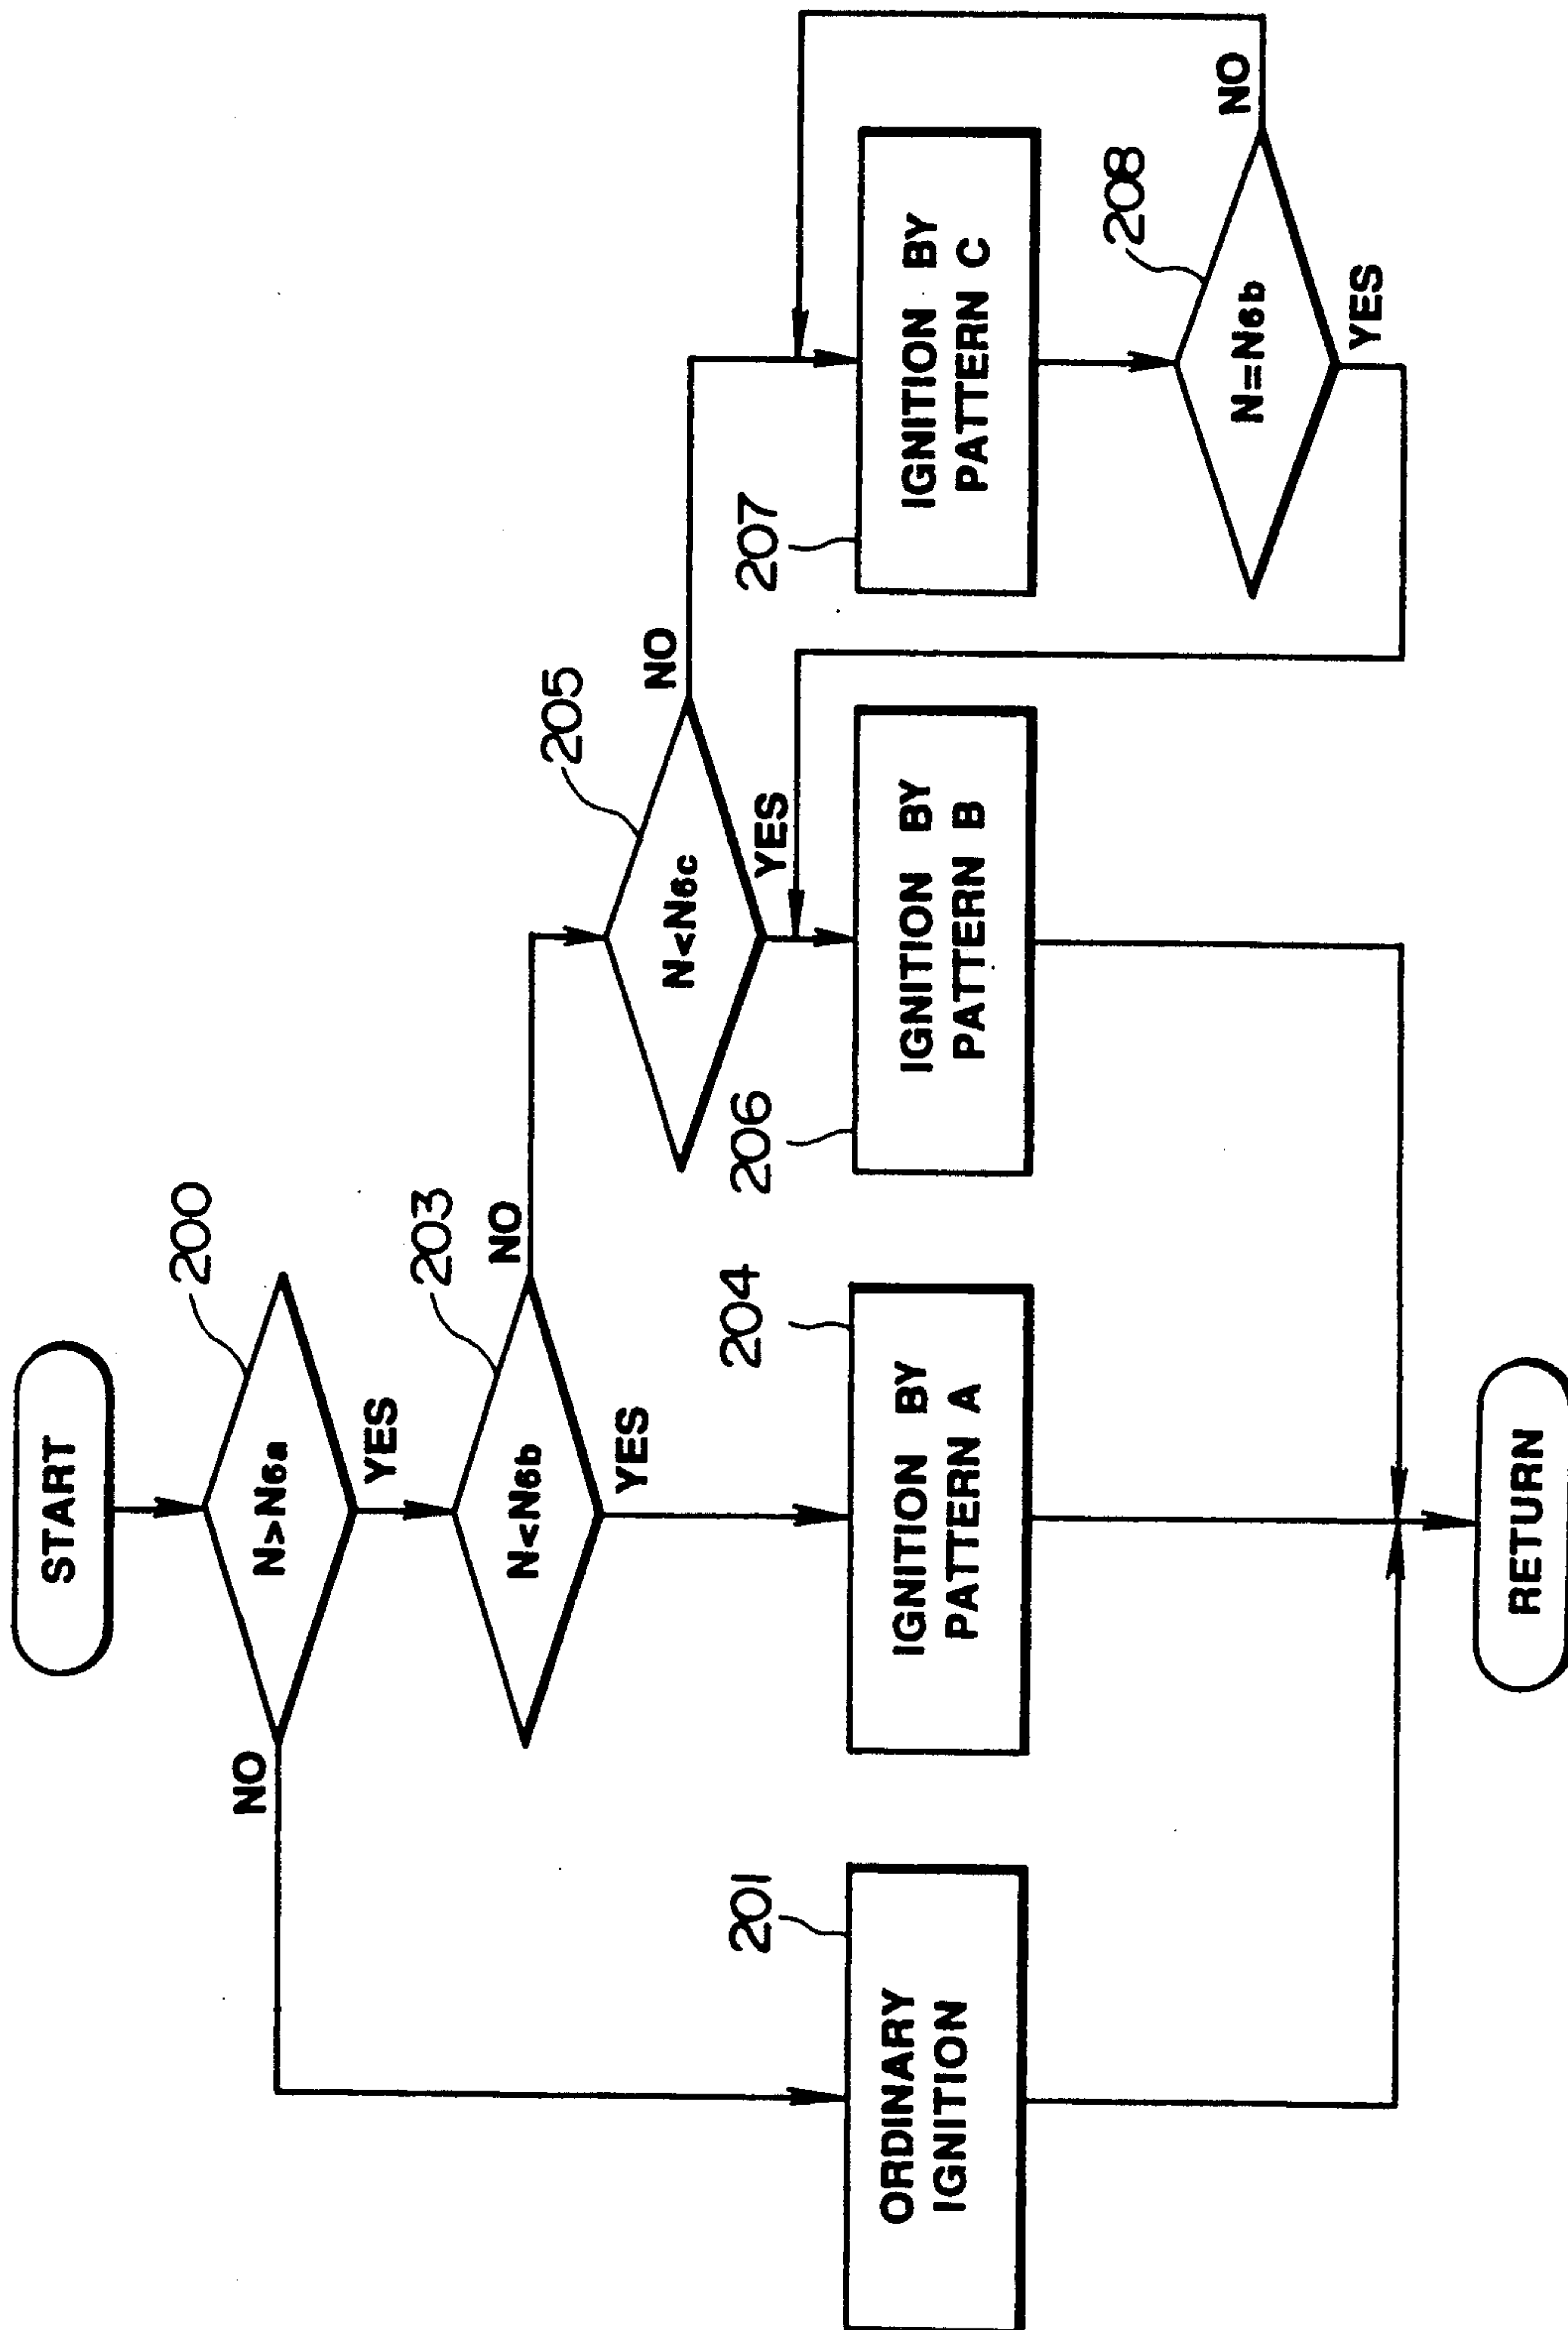 START
200
N>N6a
NO
YES
203
N<N6b
NO
YES
205
N<N6c
NO
YES
201
ORDINARY
IGNITION
204
IGNITION BY
PATTERN A
206
IGNITION BY
PATTERN B
207
IGNITION BY
PATTERN C
208
N=N6b
NO
YES
RETURN